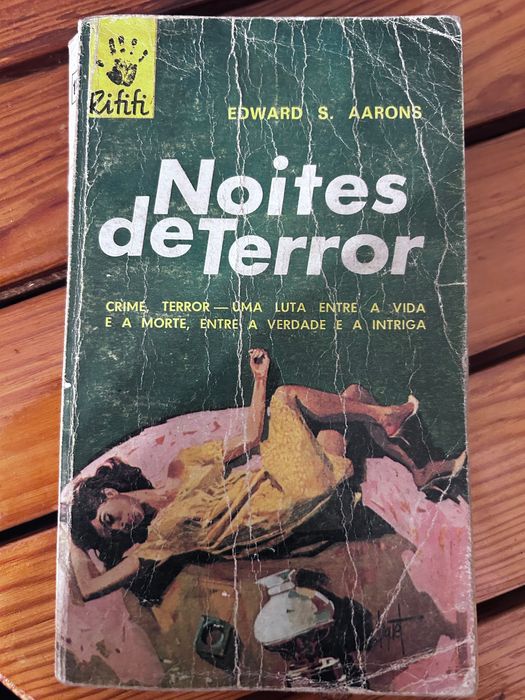 Rififi
EDWARD S. AARONS
Noites
de Terror
CRIME, TERROR — UMA LUTA ENTRE A VIDA
E A MORTE, ENTRE A VERDADE E A INTRIGA